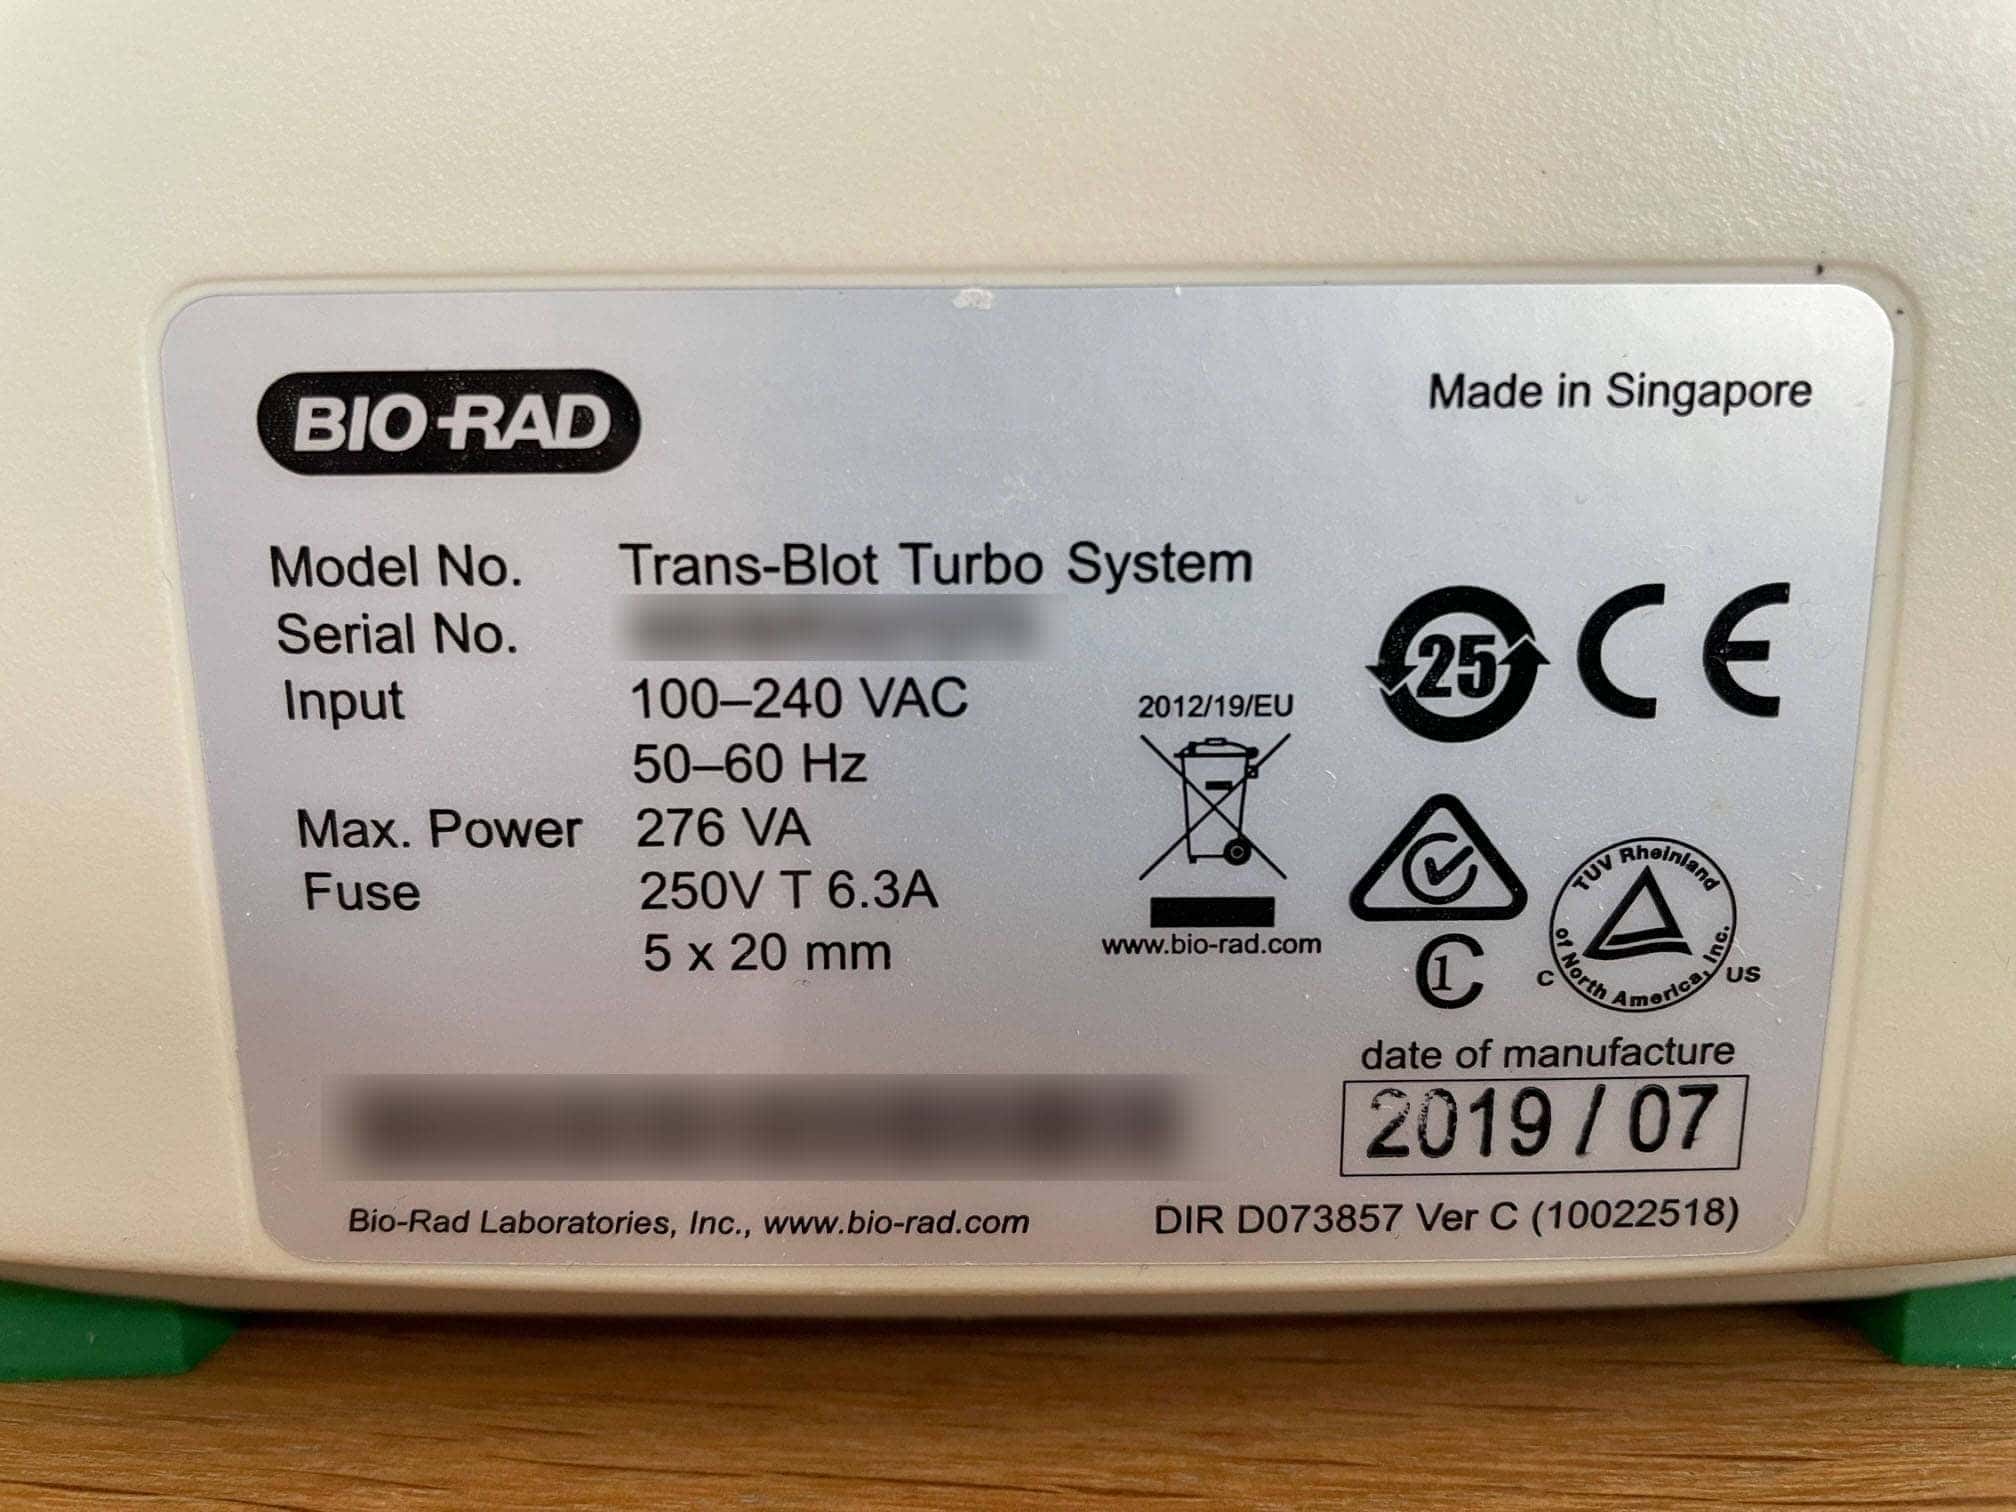 BIO-RAD
Made in Singapore
Model No. Trans-Blot Turbo System
Serial No.
Input 100–240 VAC
50–60 Hz
Max. Power 276 VA
Fuse 250V T 6.3A
5 x 20 mm
2012/19/EU
www.bio-rad.com
25
CE
C1
TUV Rheinland
of North America, Inc.
C US
date of manufacture
2019 / 07
Bio-Rad Laboratories, Inc., www.bio-rad.com
DIR D073857 Ver C (10022518)